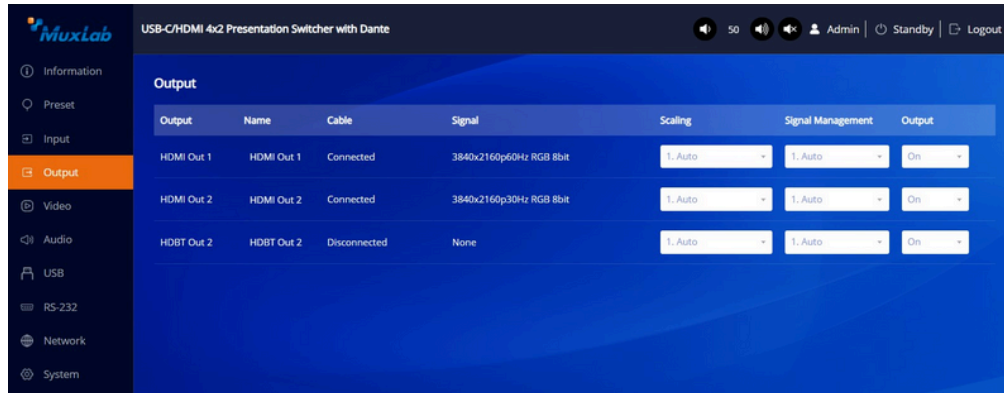 MuxLab
USB-C/HDMI 4x2 Presentation Switcher with Dante
50
Admin
Standby
Logout
Information
Preset
Input
Output
Video
Audio
USB
RS-232
Network
System
Output
Output Name Cable Signal Scaling Signal Management Output
HDMI Out 1 HDMI Out 1 Connected 3840x2160p60Hz RGB 8bit 1. Auto 1. Auto On
HDMI Out 2 HDMI Out 2 Connected 3840x2160p30Hz RGB 8bit 1. Auto 1. Auto On
HDBT Out 2 HDBT Out 2 Disconnected None 1. Auto 1. Auto On